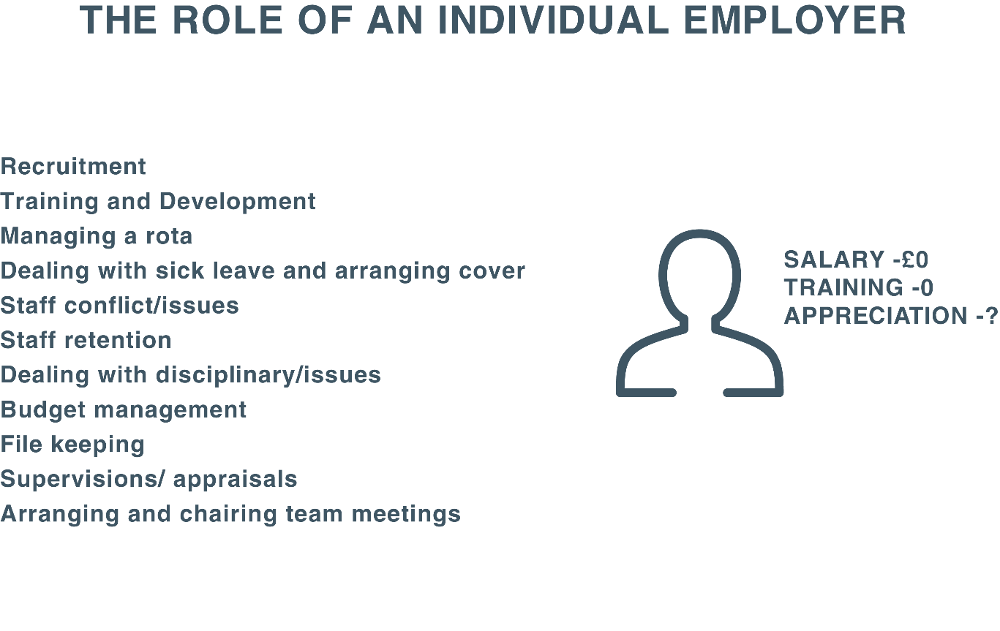 THE ROLE OF AN INDIVIDUAL EMPLOYER
Recruitment
Training and Development
Managing a rota
Dealing with sick leave and arranging cover
Staff conflict/issues
Staff retention
Dealing with disciplinary/issues
Budget management
File keeping
Supervisions/ appraisals
Arranging and chairing team meetings
SALARY -£0
TRAINING -0
APPRECIATION -?